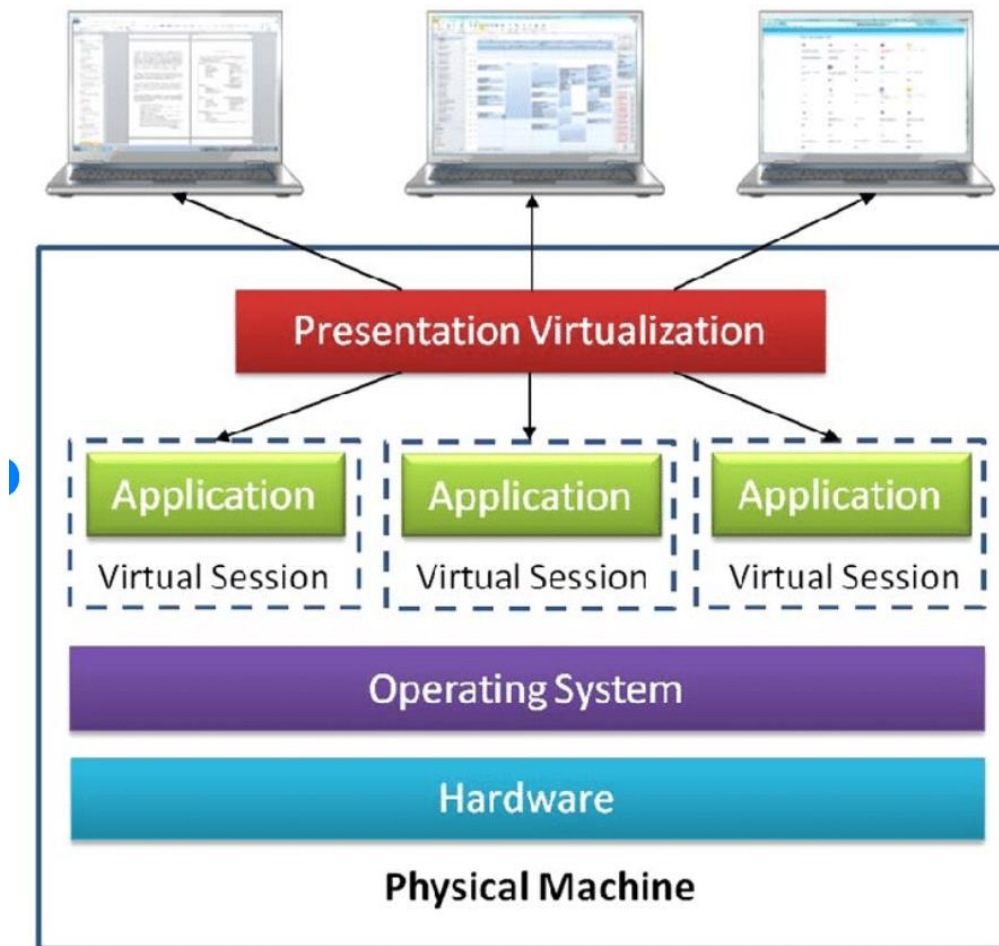 Presentation Virtualization
Application
Application
Application
Virtual Session
Virtual Session
Virtual Session
Operating System
Hardware
Physical Machine